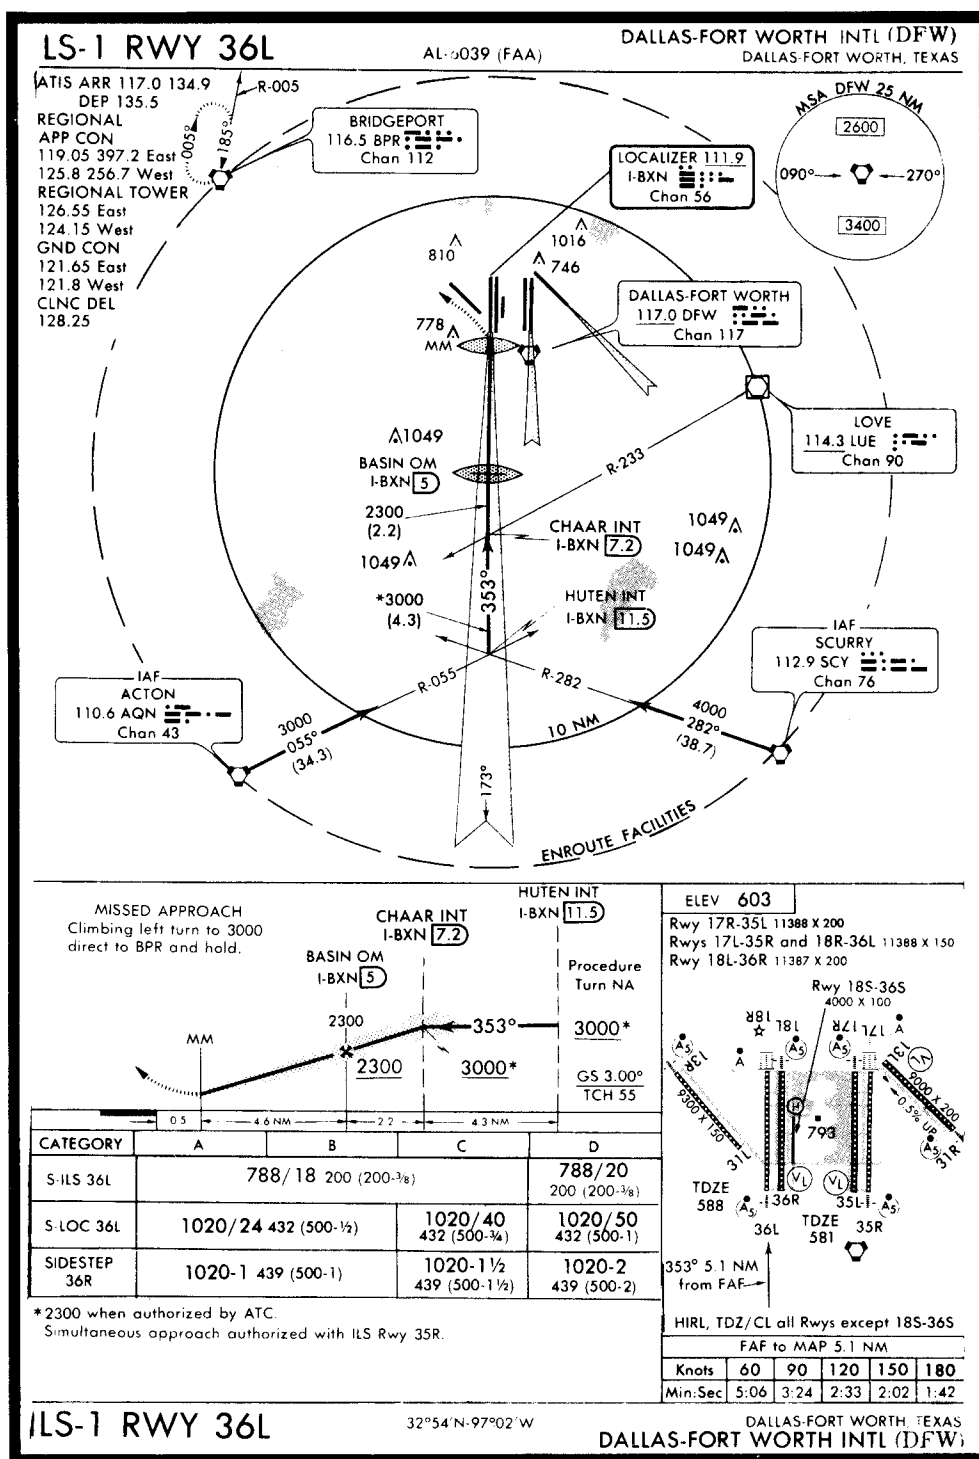 LS-1 RWY 36L
AL-6039 (FAA)
DALLAS-FORT WORTH INTL (DFW)
DALLAS-FORT WORTH, TEXAS
ATIS ARR 117.0 134.9
DEP 135.5
REGIONAL
APP CON
119.05 397.2 East
125.8 256.7 West
REGIONAL TOWER
126.55 East
124.15 West
GND CON
121.65 East
121.8 West
CLNC DEL
128.25
R-005
005°
185°
BRIDGEPORT
116.5 BPR
Chan 112
LOCALIZER 111.9
I-BXN
Chan 56
MSA DFW 25 NM
2600
090°
270°
3400
810
1016
746
778
MM
DALLAS-FORT WORTH
117.0 DFW
Chan 117
LOVE
114.3 LUE
Chan 90
1049
BASIN OM
I-BXN 5
R-233
2300
(2.2)
CHAAR INT
I-BXN 7.2
1049
1049
1049
353°
*3000
(4.3)
HUTEN INT
I-BXN 11.5
IAF
SCURRY
112.9 SCY
Chan 76
IAF
ACTON
110.6 AQN
Chan 43
R-055
R-282
3000
055°
(34.3)
4000
282°
(38.7)
10 NM
173°
ENROUTE FACILITIES
MISSED APPROACH
Climbing left turn to 3000
direct to BPR and hold.
HUTEN INT
I-BXN 11.5
CHAAR INT
I-BXN 7.2
BASIN OM
I-BXN 5
Procedure
Turn NA
MM
2300
353°
3000*
2300
3000*
GS 3.00°
TCH 55
0.5
4.6 NM
2.2
4.3 NM
CATEGORY A B C D
S-ILS 36L 788/18 200 (200-3/8) 788/20 200 (200-3/8)
S-LOC 36L 1020/24 432 (500-½) 1020/40 432 (500-¾) 1020/50 432 (500-1)
SIDESTEP 36R 1020-1 439 (500-1) 1020-1½ 439 (500-1½) 1020-2 439 (500-2)
*2300 when authorized by ATC.
Simultaneous approach authorized with ILS Rwy 35R.
ELEV 603
Rwy 17R-35L 11388 X 200
Rwys 17L-35R and 18R-36L 11388 X 150
Rwy 18L-36R 11387 X 200
Rwy 18S-36S
4000 X 100
18R
18L
17R
17L
A
13R
A5
A
A5
A5
13L
VL
9300 X 150
9000 X 200
0.5% UP
H
793
31L
31R
A5
VL
VL
TDZE
588
A5
36R
35L
A5
36L
TDZE
581
35R
353° 5.1 NM
from FAF
HIRL, TDZ/CL all Rwys except 18S-36S
FAF to MAP 5.1 NM
Knots 60 90 120 150 180
Min:Sec 5:06 3:24 2:33 2:02 1:42
ILS-1 RWY 36L
32°54'N-97°02'W
DALLAS-FORT WORTH, TEXAS
DALLAS-FORT WORTH INTL (DFW)